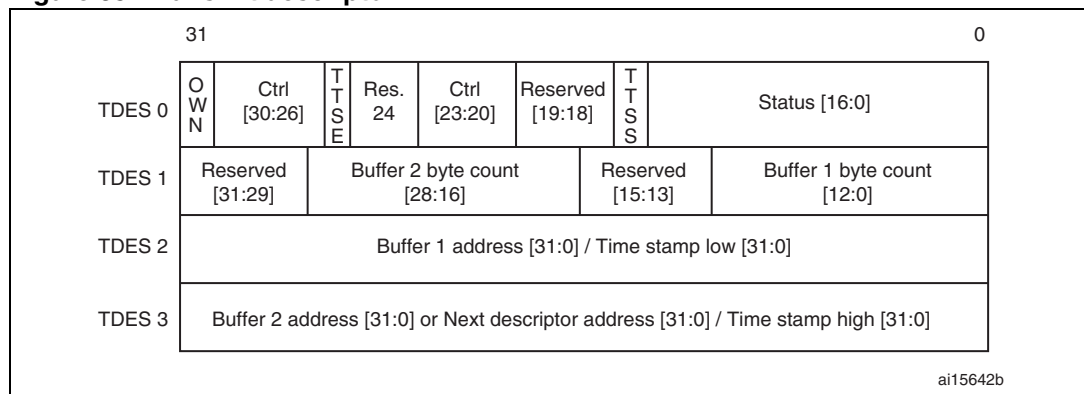 31 0
TDES 0
OWN
Ctrl
[30:26]
TTSE
Res.
24
Ctrl
[23:20]
Reserved
[19:18]
TTSS
Status [16:0]
TDES 1
Reserved
[31:29]
Buffer 2 byte count
[28:16]
Reserved
[15:13]
Buffer 1 byte count
[12:0]
TDES 2
Buffer 1 address [31:0] / Time stamp low [31:0]
TDES 3
Buffer 2 address [31:0] or Next descriptor address [31:0] / Time stamp high [31:0]
ai15642b